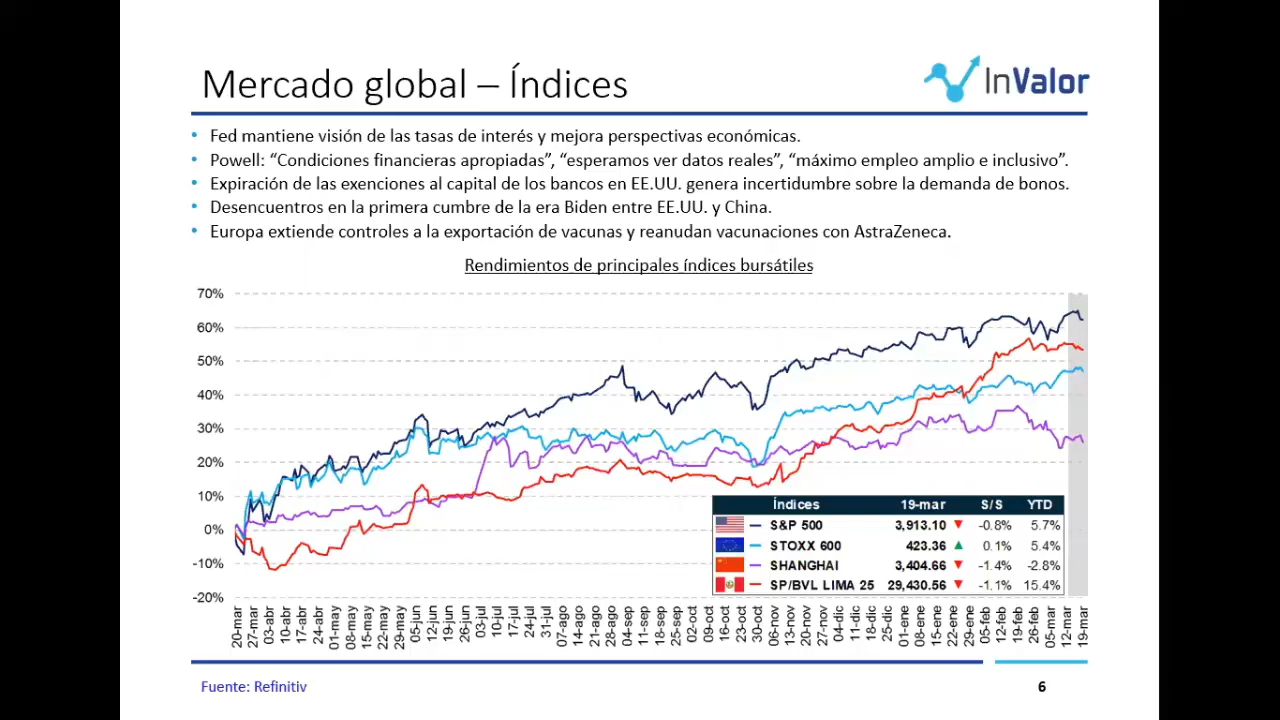 Mercado global – Índices
InValor
• Fed mantiene visión de las tasas de interés y mejora perspectivas económicas.
• Powell: “Condiciones financieras apropiadas”, “esperamos ver datos reales”, “máximo empleo amplio e inclusivo”.
• Expiración de las exenciones al capital de los bancos en EE.UU. genera incertidumbre sobre la demanda de bonos.
• Desencuentros en la primera cumbre de la era Biden entre EE.UU. y China.
• Europa extiende controles a la exportación de vacunas y reanudan vacunaciones con AstraZeneca.
Rendimientos de principales índices bursátiles
70%
60%
50%
40%
30%
20%
10%
0%
-10%
-20%
Índices 19-mar S/S YTD
S&P 500 3,913.10 ▼ -0.8% 5.7%
STOXX 600 423.36 ▲ 0.1% 5.4%
SHANGHAI 3,404.66 ▼ -1.4% -2.8%
SP/BVL LIMA 25 29,430.56 ▼ -1.1% 15.4%
20-mar
27-mar
03-abr
10-abr
17-abr
24-abr
01-may
08-may
15-may
22-may
29-may
05-jun
12-jun
19-jun
26-jun
03-jul
10-jul
17-jul
24-jul
31-jul
07-ago
14-ago
21-ago
28-ago
04-sep
11-sep
18-sep
25-sep
02-oct
09-oct
16-oct
23-oct
30-oct
06-nov
13-nov
20-nov
27-nov
04-dic
11-dic
18-dic
25-dic
01-ene
08-ene
15-ene
22-ene
29-ene
05-feb
12-feb
19-feb
26-feb
05-mar
12-mar
19-mar
Fuente: Refinitiv
6